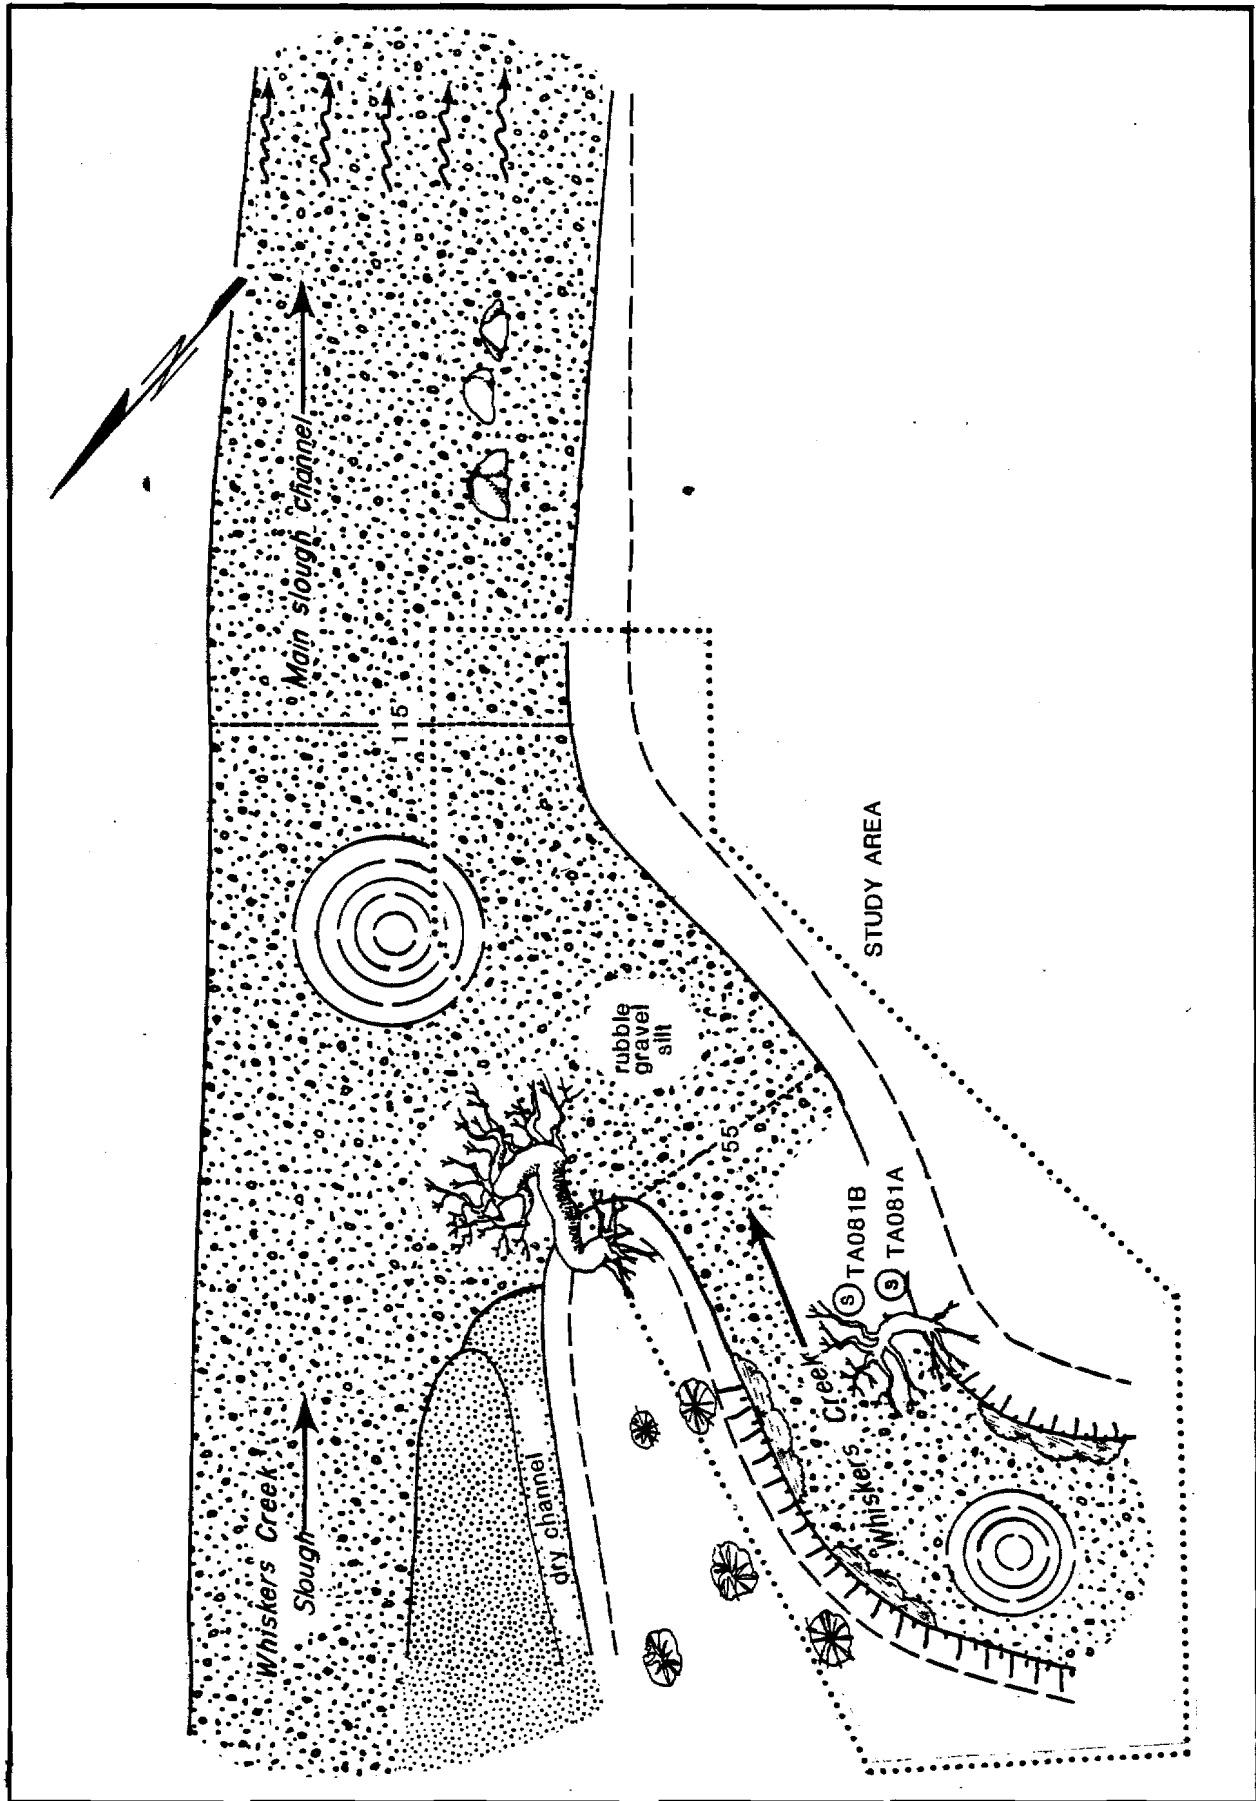 Whiskers Creek
Slough
dry channel
Main slough channel
115'
rubble
gravel
silt
55'
Whiskers Creek
S TA081B
S TA081A
STUDY AREA